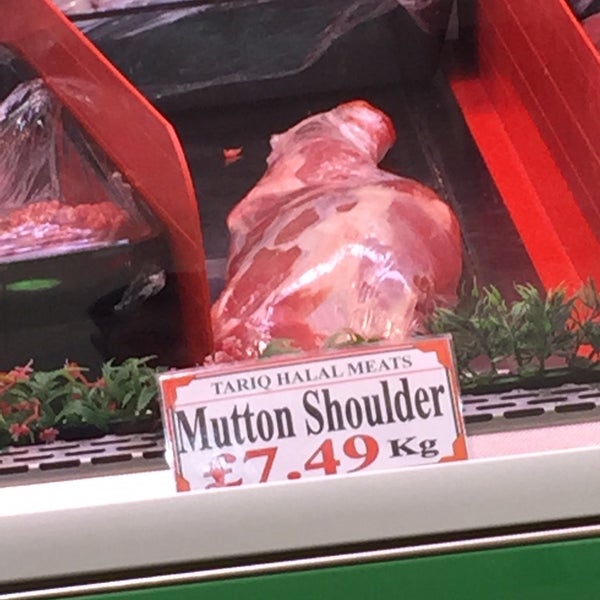 TARIQ HALAL MEATS
Mutton Shoulder
£7.49 Kg